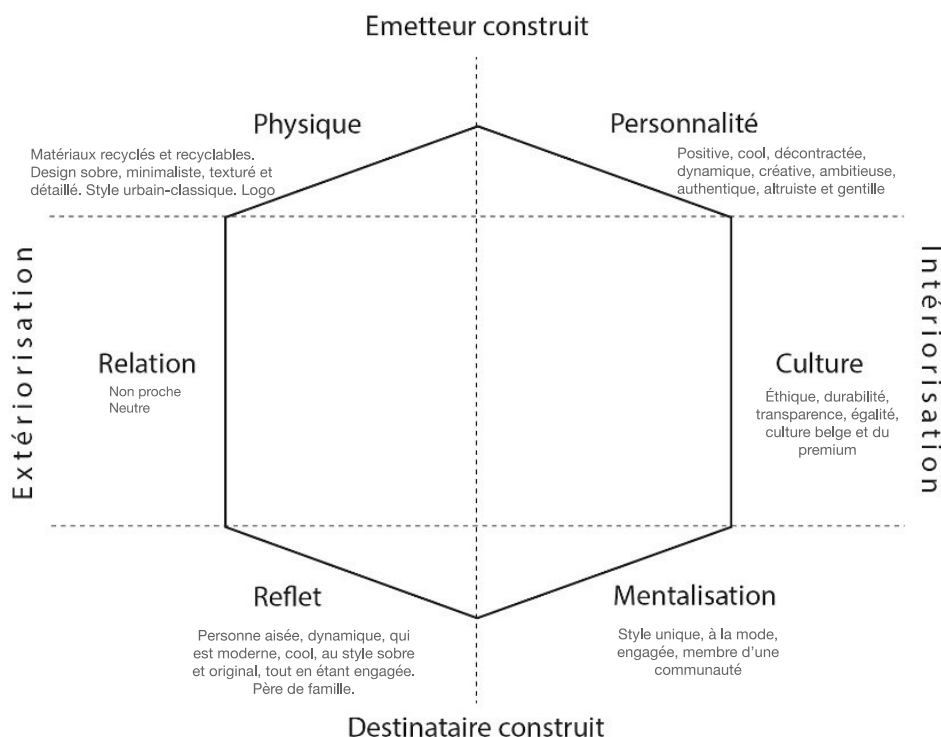 Emetteur construit
Physique
Matériaux recyclés et recyclables.
Design sobre, minimaliste, texturé et
détaillé. Style urbain-classique. Logo
Personnalité
Positive, cool, décontractée,
dynamique, créative, ambitieuse,
authentique, altruiste et gentille
Extériorisation
Relation
Non proche
Neutre
Culture
Éthique, durabilité,
transparence, égalité,
culture belge et du
premium
Intériorisation
Reflet
Personne aisée, dynamique, qui
est moderne, cool, au style sobre
et original, tout en étant engagée.
Père de famille.
Mentalisation
Style unique, à la mode,
engagée, membre d'une
communauté
Destinataire construit